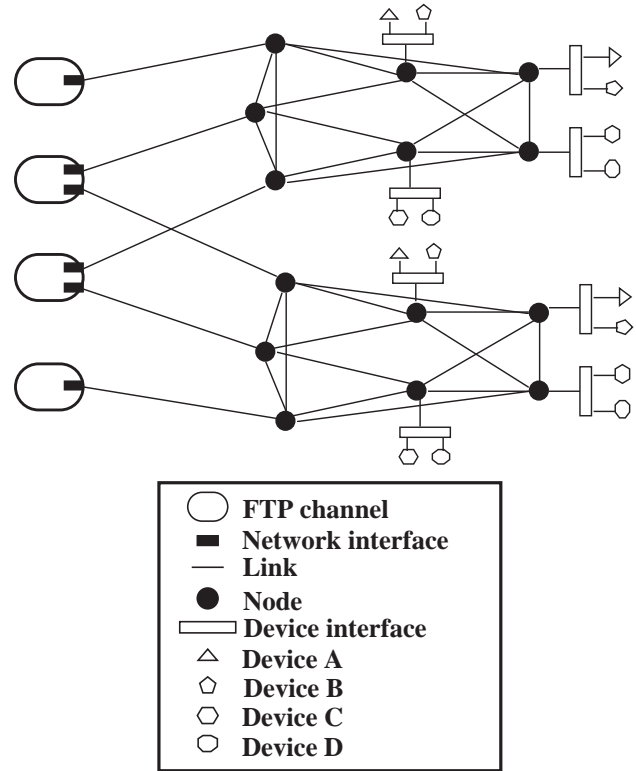 FTP channel
Network interface
Link
Node
Device interface
Device A
Device B
Device C
Device D